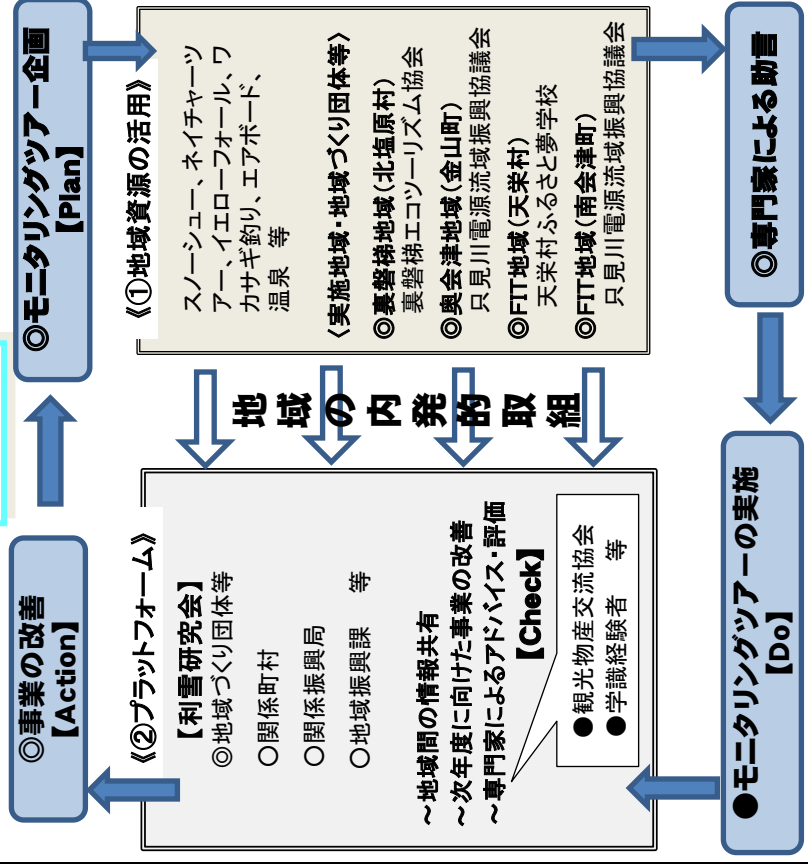 ◎モニタリングツアー企画
【Plan】
《①地域資源の活用》
スノーシュー、ネイチャーツ
アー、イエローフォール、ワ
カサギ釣り、エアボード、
温泉　等
〈実施地域・地域づくり団体等〉
◎裏磐梯地域（北塩原村）
裏磐梯エコツーリズム協会
◎奥会津地域（金山町）
只見川電源流域振興協議会
◎FIT地域（天栄村）
天栄村ふるさと夢学校
◎FIT地域（南会津町）
只見川電源流域振興協議会
◎専門家による助言
地域の内発的取組
◎事業の改善
【Action】
《②プラットフォーム》
【利雪研究会】
◎地域づくり団体等
○関係町村
○関係振興局
○地域振興課　等
～地域間の情報共有
～次年度に向けた事業の改善
～専門家によるアドバイス・評価
【Check】
●観光物産交流協会
●学識経験者　等
●モニタリングツアーの実施
【Do】